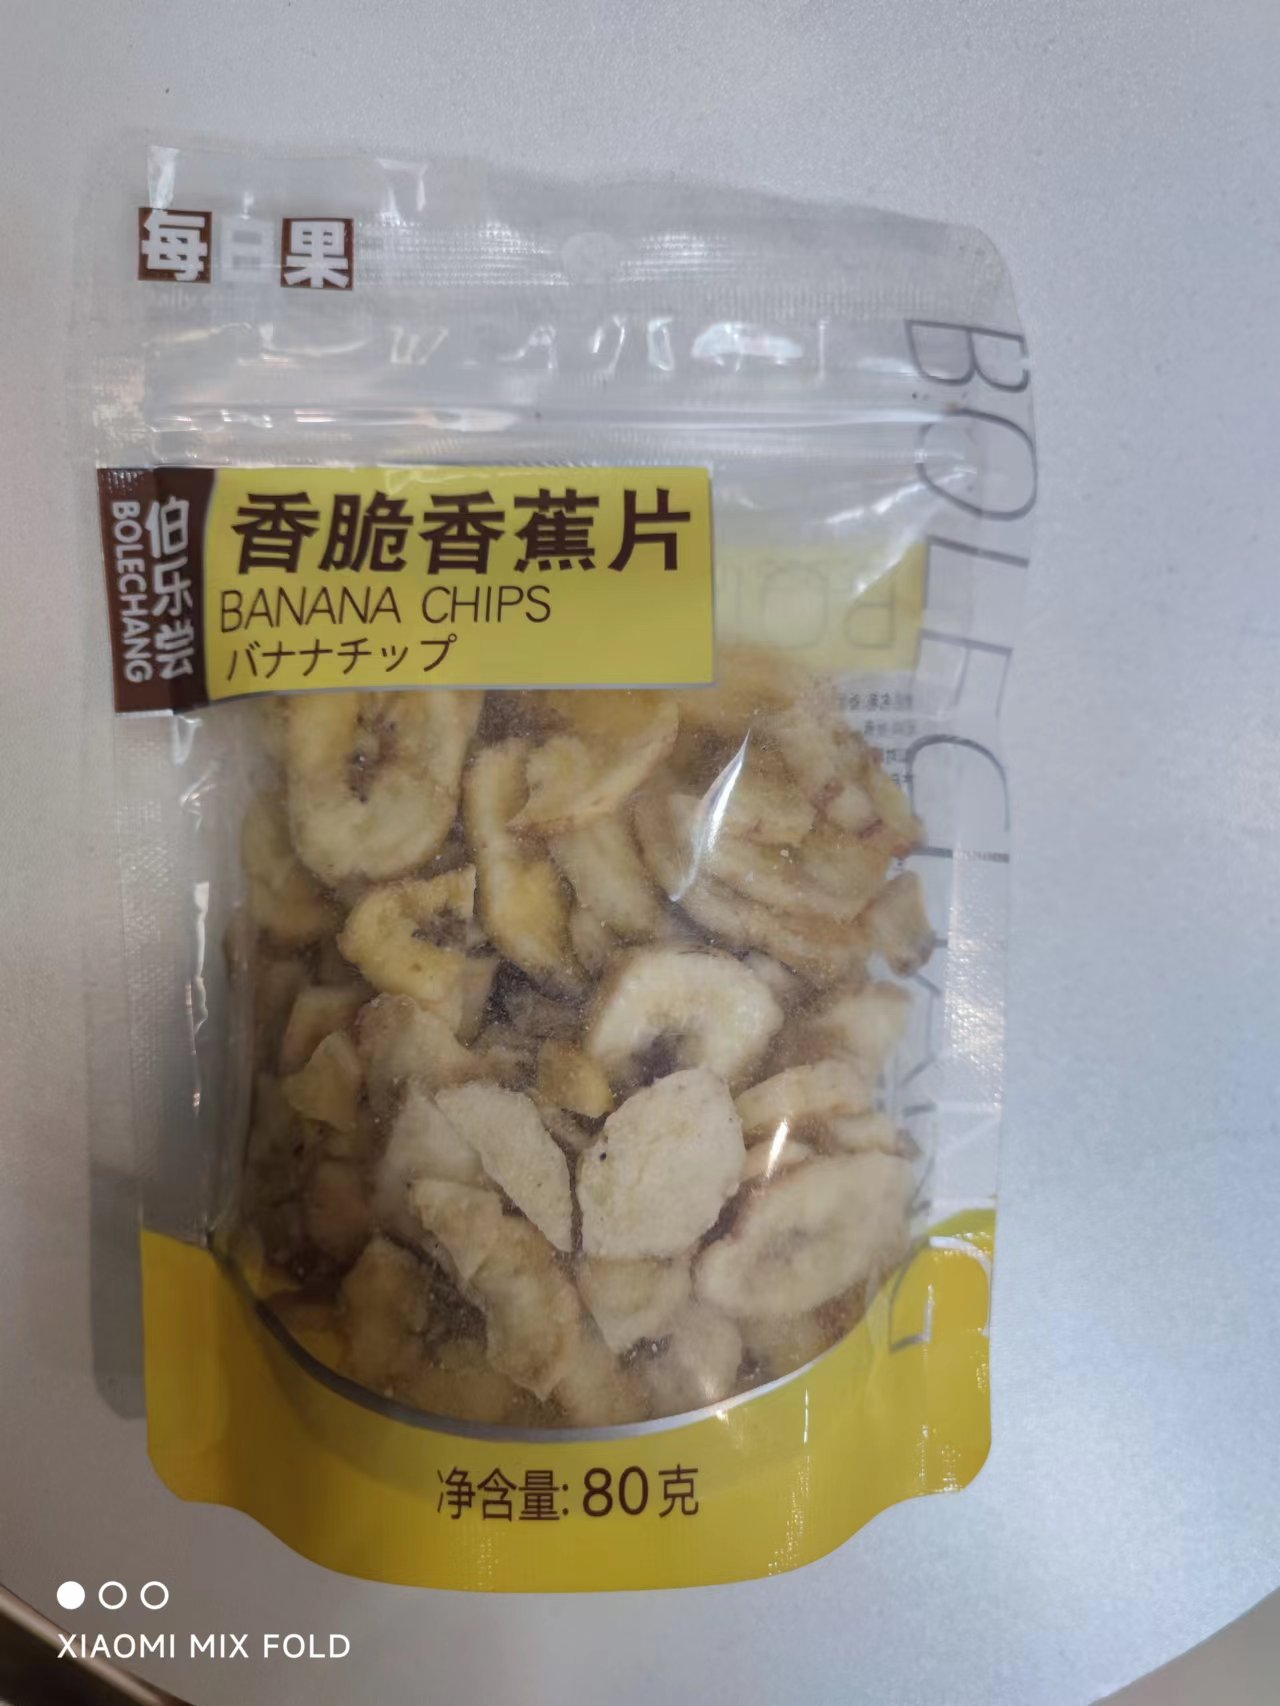 每日果
香脆香蕉片
BANANA CHIPS
バナナチップ
伯乐尝
BOLECHANG
BOLECHANG
净含量: 80克
XIAOMI MIX FOLD